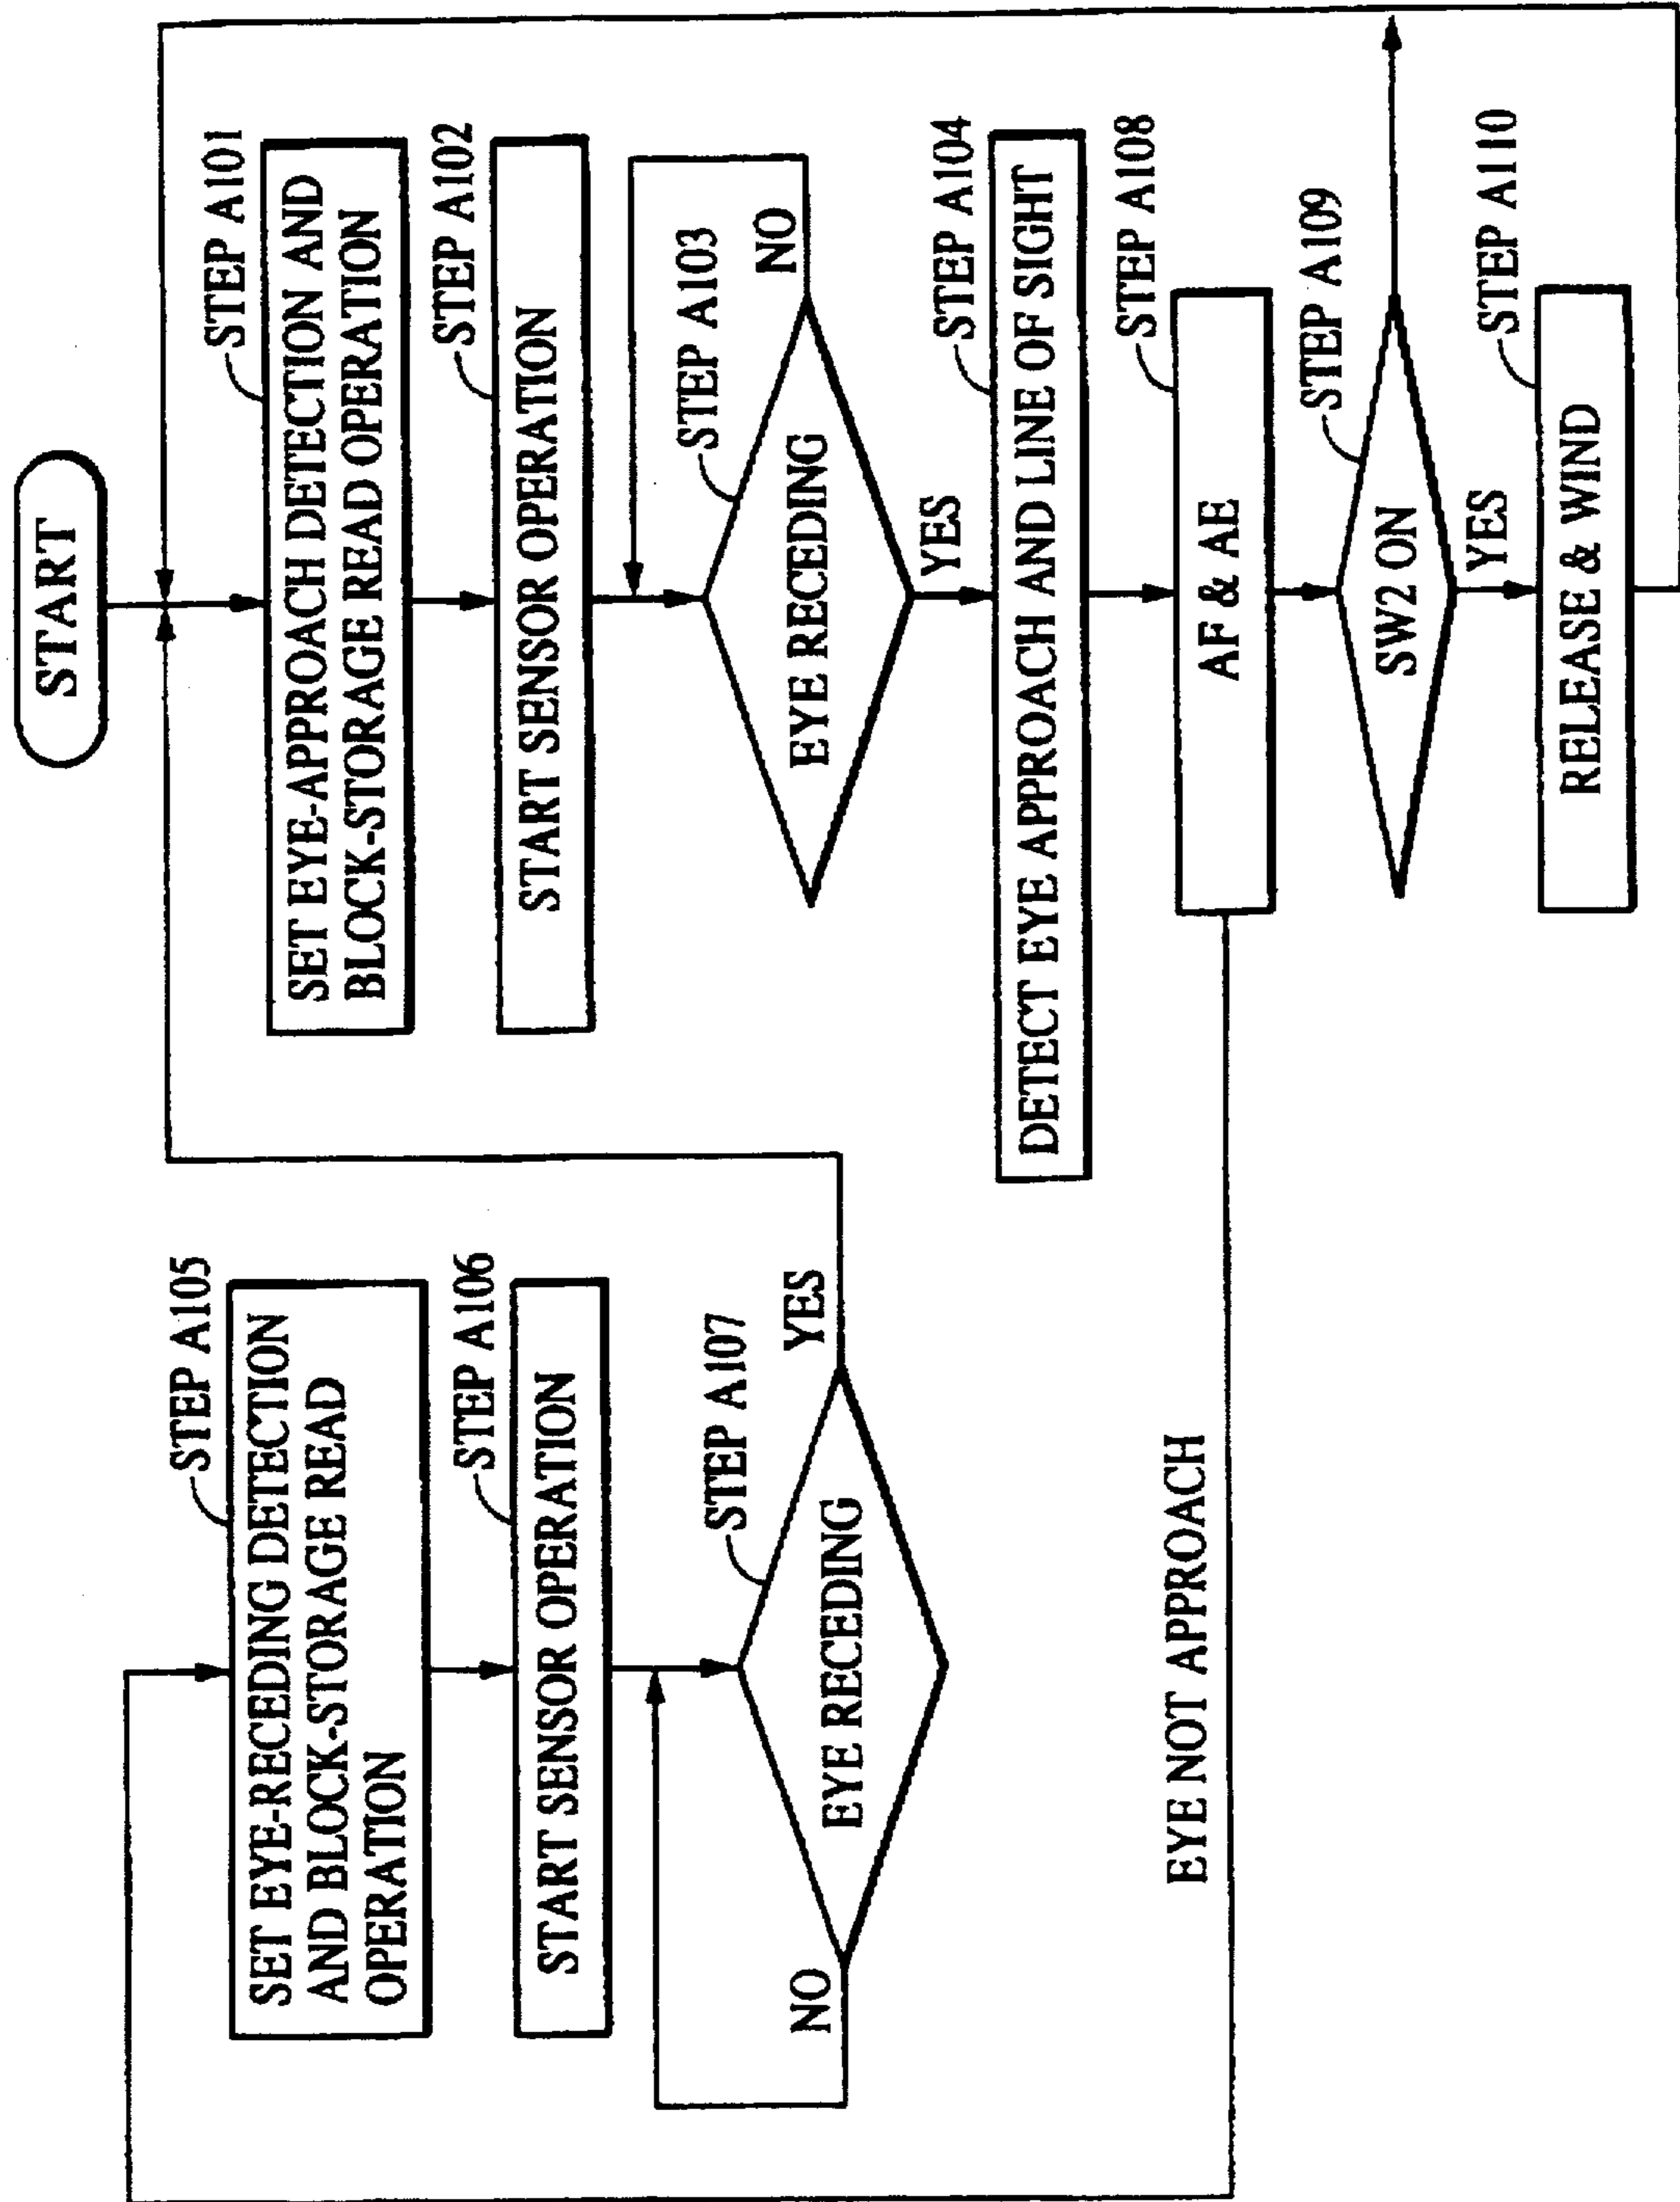 START
STEP A101
SET EYE-APPROACH DETECTION AND
BLOCK-STORAGE READ OPERATION
STEP A102
START SENSOR OPERATION
STEP A103
EYE RECEDING
NO
YES
STEP A104
DETECT EYE APPROACH AND LINE OF SIGHT
STEP A108
AF & AE
STEP A109
SW2 ON
YES
STEP A110
RELEASE & WIND
STEP A105
SET EYE-RECEDING DETECTION
AND BLOCK-STORAGE READ
OPERATION
STEP A106
START SENSOR OPERATION
STEP A107
EYE RECEDING
YES
NO
EYE NOT APPROACH